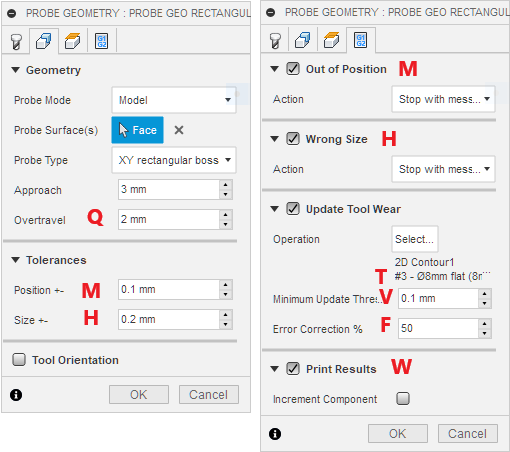 PROBE GEOMETRY : PROBE GEO RECTANGUL
Geometry
Probe Mode Model
Probe Surface(s) Face
Probe Type XY rectangular boss
Approach 3 mm
Overtravel Q 2 mm
Tolerances
Position +- M 0.1 mm
Size +- H 0.2 mm
Tool Orientation
OK Cancel
PROBE GEOMETRY : PROBE GEO RECTANGUL
G1
G2
Out of Position M
Action Stop with mess...
Wrong Size H
Action Stop with mess...
Update Tool Wear
Operation Select...
2D Contour1
T #3 - Ø8mm flat (8r...
Minimum Update Thre: V 0.1 mm
Error Correction % F 50
Print Results W
Increment Component
OK Cancel